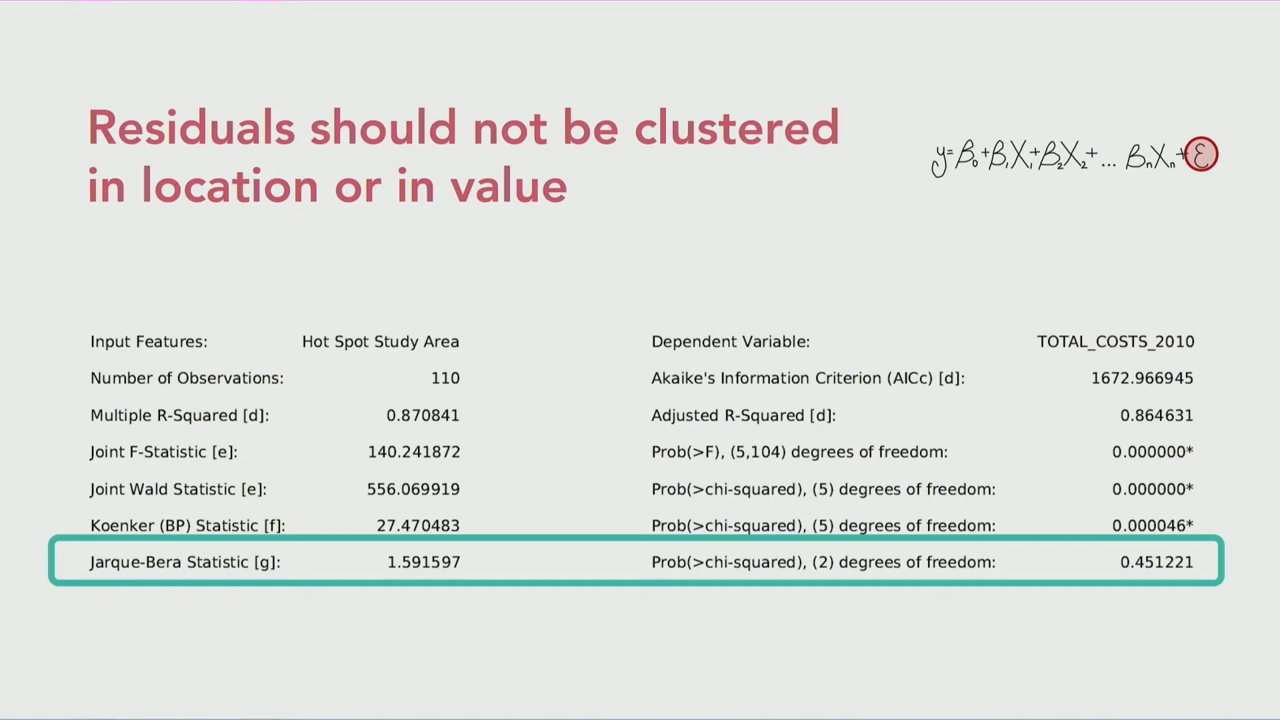 Residuals should not be clustered
in location or in value
y=β₀+β₁X₁+β₂X₂+... βₙXₙ+ε
Input Features: Hot Spot Study Area Dependent Variable: TOTAL_COSTS_2010
Number of Observations: 110 Akaike's Information Criterion (AICc) [d]: 1672.966945
Multiple R-Squared [d]: 0.870841 Adjusted R-Squared [d]: 0.864631
Joint F-Statistic [e]: 140.241872 Prob(>F), (5,104) degrees of freedom: 0.000000*
Joint Wald Statistic [e]: 556.069919 Prob(>chi-squared), (5) degrees of freedom: 0.000000*
Koenker (BP) Statistic [f]: 27.470483 Prob(>chi-squared), (5) degrees of freedom: 0.000046*
Jarque-Bera Statistic [g]: 1.591597 Prob(>chi-squared), (2) degrees of freedom: 0.451221